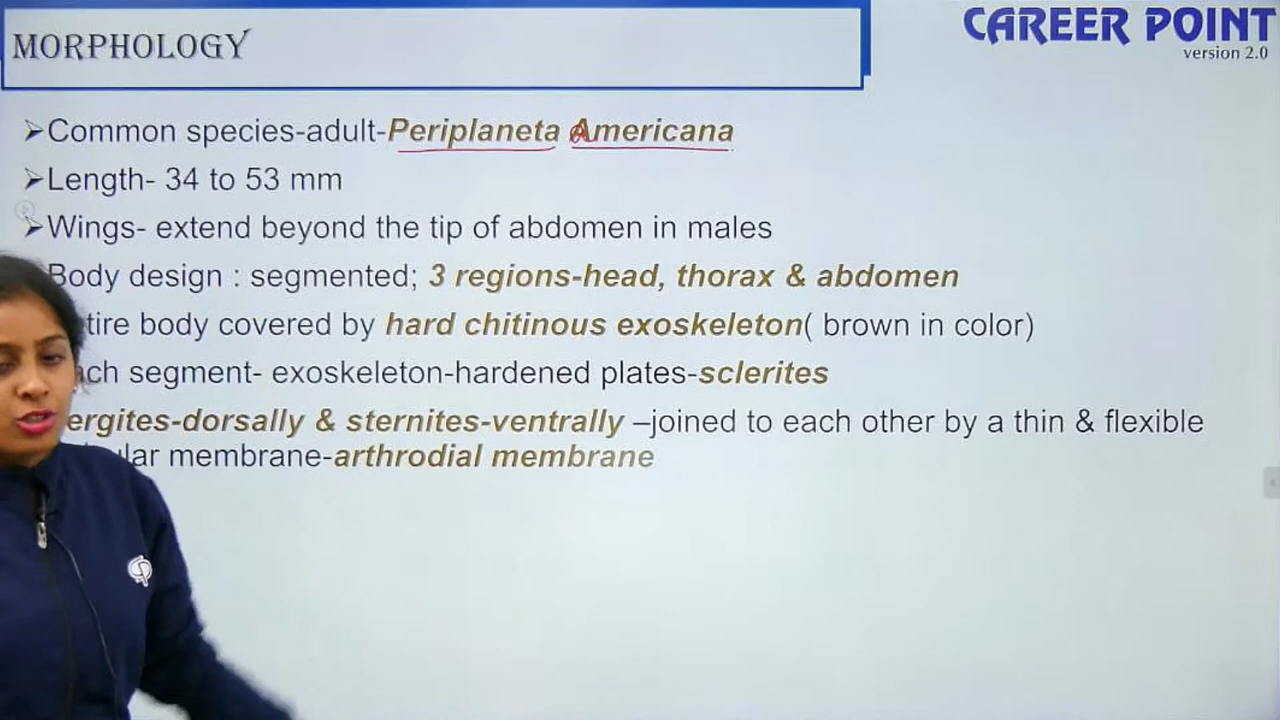 MORPHOLOGY
CAREER POINT
version 2.0
➢Common species-adult-Periplaneta Americana
➢Length- 34 to 53 mm
➢Wings- extend beyond the tip of abdomen in males
Body design : segmented; 3 regions-head, thorax & abdomen
tire body covered by hard chitinous exoskeleton( brown in color)
ch segment- exoskeleton-hardened plates-sclerites
ergites-dorsally & sternites-ventrally –joined to each other by a thin & flexible
lar membrane-arthrodial membrane